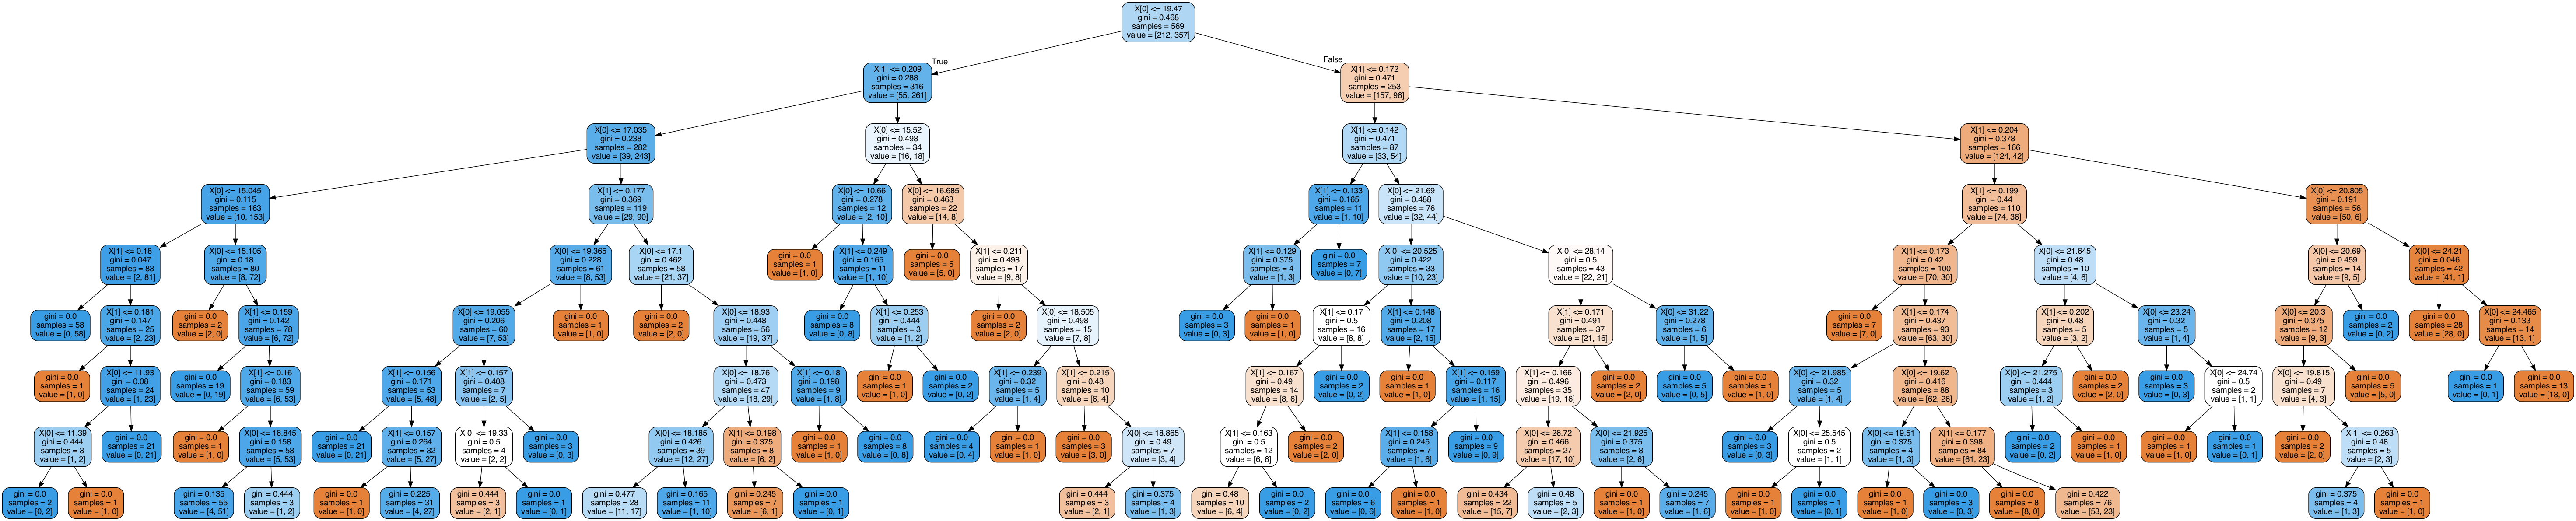 X[0] <= 19.47
gini = 0.468
samples = 569
value = [212, 357]
True
False
X[1] <= 0.209
gini = 0.288
samples = 316
value = [55, 261]
X[1] <= 0.172
gini = 0.471
samples = 253
value = [157, 96]
X[0] <= 17.035
gini = 0.238
samples = 282
value = [39, 243]
X[0] <= 15.52
gini = 0.498
samples = 34
value = [16, 18]
X[1] <= 0.142
gini = 0.471
samples = 87
value = [33, 54]
X[1] <= 0.204
gini = 0.378
samples = 166
value = [124, 42]
X[0] <= 15.045
gini = 0.115
samples = 163
value = [10, 153]
X[1] <= 0.177
gini = 0.369
samples = 119
value = [29, 90]
X[0] <= 10.66
gini = 0.278
samples = 12
value = [2, 10]
X[0] <= 16.685
gini = 0.463
samples = 22
value = [14, 8]
X[1] <= 0.133
gini = 0.165
samples = 11
value = [1, 10]
X[0] <= 21.69
gini = 0.488
samples = 76
value = [32, 44]
X[1] <= 0.199
gini = 0.44
samples = 110
value = [74, 36]
X[0] <= 20.805
gini = 0.191
samples = 56
value = [50, 6]
X[1] <= 0.18
gini = 0.047
samples = 83
value = [2, 81]
X[0] <= 15.105
gini = 0.18
samples = 80
value = [8, 72]
X[0] <= 19.365
gini = 0.228
samples = 61
value = [8, 53]
X[0] <= 17.1
gini = 0.462
samples = 58
value = [21, 37]
gini = 0.0
samples = 1
value = [1, 0]
X[1] <= 0.249
gini = 0.165
samples = 11
value = [1, 10]
gini = 0.0
samples = 5
value = [5, 0]
X[1] <= 0.211
gini = 0.498
samples = 17
value = [9, 8]
X[1] <= 0.129
gini = 0.375
samples = 4
value = [1, 3]
gini = 0.0
samples = 7
value = [0, 7]
X[0] <= 20.525
gini = 0.422
samples = 33
value = [10, 23]
X[0] <= 28.14
gini = 0.5
samples = 43
value = [22, 21]
X[1] <= 0.173
gini = 0.42
samples = 100
value = [70, 30]
X[0] <= 21.645
gini = 0.48
samples = 10
value = [4, 6]
X[0] <= 20.69
gini = 0.459
samples = 14
value = [9, 5]
X[0] <= 24.21
gini = 0.046
samples = 42
value = [41, 1]
gini = 0.0
samples = 58
value = [0, 58]
X[1] <= 0.181
gini = 0.147
samples = 25
value = [2, 23]
gini = 0.0
samples = 2
value = [2, 0]
X[1] <= 0.159
gini = 0.142
samples = 78
value = [6, 72]
X[0] <= 19.055
gini = 0.206
samples = 60
value = [7, 53]
gini = 0.0
samples = 1
value = [1, 0]
gini = 0.0
samples = 2
value = [2, 0]
X[0] <= 18.93
gini = 0.448
samples = 56
value = [19, 37]
gini = 0.0
samples = 8
value = [0, 8]
X[1] <= 0.253
gini = 0.444
samples = 3
value = [1, 2]
gini = 0.0
samples = 2
value = [2, 0]
X[0] <= 18.505
gini = 0.498
samples = 15
value = [7, 8]
gini = 0.0
samples = 3
value = [0, 3]
gini = 0.0
samples = 1
value = [1, 0]
X[1] <= 0.17
gini = 0.5
samples = 16
value = [8, 8]
X[1] <= 0.148
gini = 0.208
samples = 17
value = [2, 15]
X[1] <= 0.171
gini = 0.491
samples = 37
value = [21, 16]
X[0] <= 31.22
gini = 0.278
samples = 6
value = [1, 5]
gini = 0.0
samples = 7
value = [7, 0]
X[1] <= 0.174
gini = 0.437
samples = 93
value = [63, 30]
X[1] <= 0.202
gini = 0.48
samples = 5
value = [3, 2]
X[0] <= 23.24
gini = 0.32
samples = 5
value = [1, 4]
X[0] <= 20.3
gini = 0.375
samples = 12
value = [9, 3]
gini = 0.0
samples = 2
value = [0, 2]
gini = 0.0
samples = 28
value = [28, 0]
X[0] <= 24.465
gini = 0.133
samples = 14
value = [13, 1]
gini = 0.0
samples = 1
value = [1, 0]
X[0] <= 11.93
gini = 0.08
samples = 24
value = [1, 23]
gini = 0.0
samples = 19
value = [0, 19]
X[1] <= 0.16
gini = 0.183
samples = 59
value = [6, 53]
X[1] <= 0.156
gini = 0.171
samples = 53
value = [5, 48]
X[1] <= 0.157
gini = 0.408
samples = 7
value = [2, 5]
X[0] <= 18.76
gini = 0.473
samples = 47
value = [18, 29]
X[1] <= 0.18
gini = 0.198
samples = 9
value = [1, 8]
gini = 0.0
samples = 1
value = [1, 0]
gini = 0.0
samples = 2
value = [0, 2]
X[1] <= 0.239
gini = 0.32
samples = 5
value = [1, 4]
X[1] <= 0.215
gini = 0.48
samples = 10
value = [6, 4]
X[1] <= 0.167
gini = 0.49
samples = 14
value = [8, 6]
gini = 0.0
samples = 2
value = [0, 2]
gini = 0.0
samples = 1
value = [1, 0]
X[1] <= 0.159
gini = 0.117
samples = 16
value = [1, 15]
X[1] <= 0.166
gini = 0.496
samples = 35
value = [19, 16]
gini = 0.0
samples = 2
value = [2, 0]
gini = 0.0
samples = 5
value = [0, 5]
gini = 0.0
samples = 1
value = [1, 0]
X[0] <= 21.985
gini = 0.32
samples = 5
value = [1, 4]
X[0] <= 19.62
gini = 0.416
samples = 88
value = [62, 26]
X[0] <= 21.275
gini = 0.444
samples = 3
value = [1, 2]
gini = 0.0
samples = 2
value = [2, 0]
gini = 0.0
samples = 3
value = [0, 3]
X[0] <= 24.74
gini = 0.5
samples = 2
value = [1, 1]
X[0] <= 19.815
gini = 0.49
samples = 7
value = [4, 3]
gini = 0.0
samples = 5
value = [5, 0]
gini = 0.0
samples = 1
value = [0, 1]
gini = 0.0
samples = 13
value = [13, 0]
X[0] <= 11.39
gini = 0.444
samples = 3
value = [1, 2]
gini = 0.0
samples = 21
value = [0, 21]
gini = 0.0
samples = 1
value = [1, 0]
X[0] <= 16.845
gini = 0.158
samples = 58
value = [5, 53]
gini = 0.0
samples = 21
value = [0, 21]
X[1] <= 0.157
gini = 0.264
samples = 32
value = [5, 27]
X[0] <= 19.33
gini = 0.5
samples = 4
value = [2, 2]
gini = 0.0
samples = 3
value = [0, 3]
X[0] <= 18.185
gini = 0.426
samples = 39
value = [12, 27]
X[1] <= 0.198
gini = 0.375
samples = 8
value = [6, 2]
gini = 0.0
samples = 1
value = [1, 0]
gini = 0.0
samples = 8
value = [0, 8]
gini = 0.0
samples = 4
value = [0, 4]
gini = 0.0
samples = 1
value = [1, 0]
gini = 0.0
samples = 3
value = [3, 0]
X[0] <= 18.865
gini = 0.49
samples = 7
value = [3, 4]
X[1] <= 0.163
gini = 0.5
samples = 12
value = [6, 6]
gini = 0.0
samples = 2
value = [2, 0]
X[1] <= 0.158
gini = 0.245
samples = 7
value = [1, 6]
gini = 0.0
samples = 9
value = [0, 9]
X[0] <= 26.72
gini = 0.466
samples = 27
value = [17, 10]
X[0] <= 21.925
gini = 0.375
samples = 8
value = [2, 6]
gini = 0.0
samples = 3
value = [0, 3]
X[0] <= 25.545
gini = 0.5
samples = 2
value = [1, 1]
X[0] <= 19.51
gini = 0.375
samples = 4
value = [1, 3]
X[1] <= 0.177
gini = 0.398
samples = 84
value = [61, 23]
gini = 0.0
samples = 2
value = [0, 2]
gini = 0.0
samples = 1
value = [1, 0]
gini = 0.0
samples = 1
value = [1, 0]
gini = 0.0
samples = 1
value = [0, 1]
gini = 0.0
samples = 2
value = [2, 0]
X[1] <= 0.263
gini = 0.48
samples = 5
value = [2, 3]
gini = 0.0
samples = 2
value = [0, 2]
gini = 0.0
samples = 1
value = [1, 0]
gini = 0.135
samples = 55
value = [4, 51]
gini = 0.444
samples = 3
value = [1, 2]
gini = 0.0
samples = 1
value = [1, 0]
gini = 0.225
samples = 31
value = [4, 27]
gini = 0.444
samples = 3
value = [2, 1]
gini = 0.0
samples = 1
value = [0, 1]
gini = 0.477
samples = 28
value = [11, 17]
gini = 0.165
samples = 11
value = [1, 10]
gini = 0.245
samples = 7
value = [6, 1]
gini = 0.0
samples = 1
value = [0, 1]
gini = 0.444
samples = 3
value = [2, 1]
gini = 0.375
samples = 4
value = [1, 3]
gini = 0.48
samples = 10
value = [6, 4]
gini = 0.0
samples = 2
value = [0, 2]
gini = 0.0
samples = 6
value = [0, 6]
gini = 0.0
samples = 1
value = [1, 0]
gini = 0.434
samples = 22
value = [15, 7]
gini = 0.48
samples = 5
value = [2, 3]
gini = 0.0
samples = 1
value = [1, 0]
gini = 0.245
samples = 7
value = [1, 6]
gini = 0.0
samples = 1
value = [1, 0]
gini = 0.0
samples = 1
value = [0, 1]
gini = 0.0
samples = 1
value = [1, 0]
gini = 0.0
samples = 3
value = [0, 3]
gini = 0.0
samples = 8
value = [8, 0]
gini = 0.422
samples = 76
value = [53, 23]
gini = 0.375
samples = 4
value = [1, 3]
gini = 0.0
samples = 1
value = [1, 0]